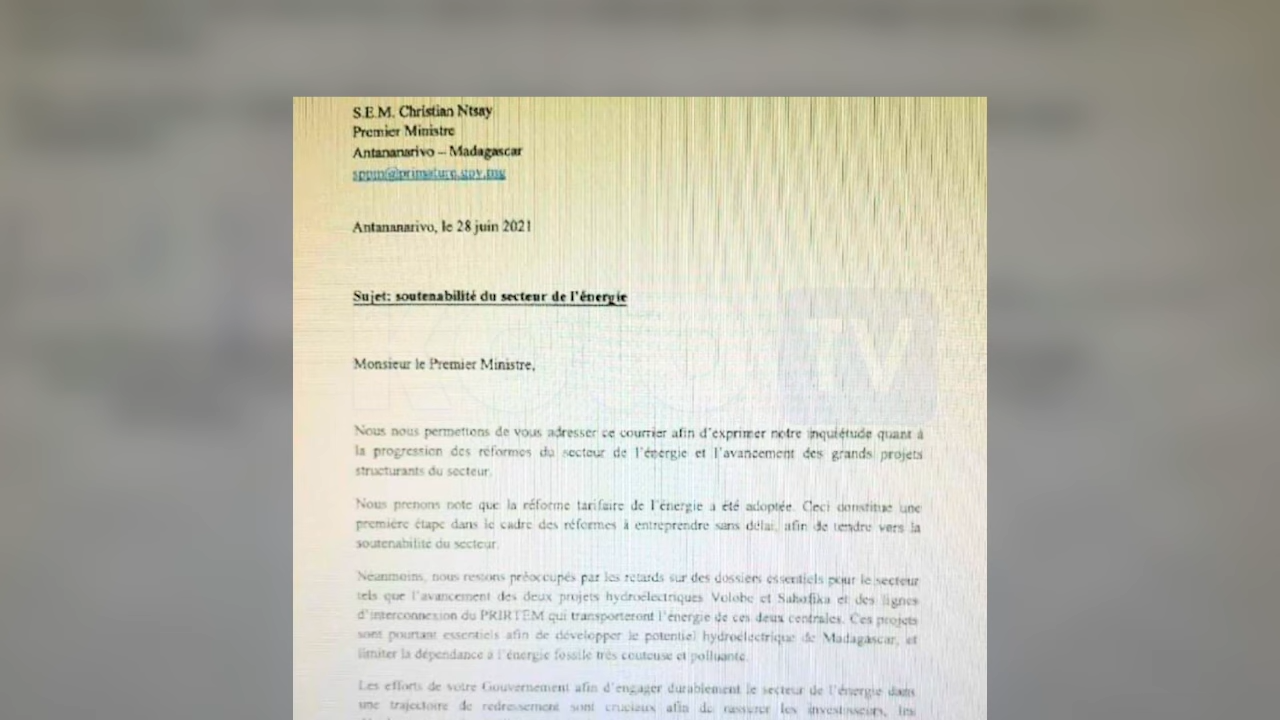 S.E.M. Christian Ntsay
Premier Ministre
Antananarivo – Madagascar
sppm@primature.gov.mg
Antananarivo, le 28 juin 2021
Sujet: soutenabilité du secteur de l'énergie
TV
Monsieur le Premier Ministre,
Nous nous permettons de vous adresser ce courrier afin d'exprimer notre inquiétude quant à
la progression des réformes du secteur de l'énergie et l'avancement des grands projets
structurants du secteur.
Nous prenons note que la réforme tarifaire de l'énergie a été adoptée. Ceci constitue une
première étape dans le cadre des réformes à entreprendre sans délai, afin de tendre vers la
soutenabilité du secteur.
Néanmoins, nous restons préoccupés par les retards sur des dossiers essentiels pour le secteur
tels que l'avancement des deux projets hydroélectriques Volobe et Sahofika et des lignes
d'interconnexion du PRIRTEM qui transporteront l'énergie de ces deux centrales. Ces projets
sont pourtant essentiels afin de développer le potentiel hydroélectrique de Madagascar, et
limiter la dépendance à l'énergie fossile très couteuse et polluante.
Les efforts de votre Gouvernement afin d'engager durablement le secteur de l'énergie dans
une trajectoire de redressement sont cruciaux afin de rassurer les investisseurs, les